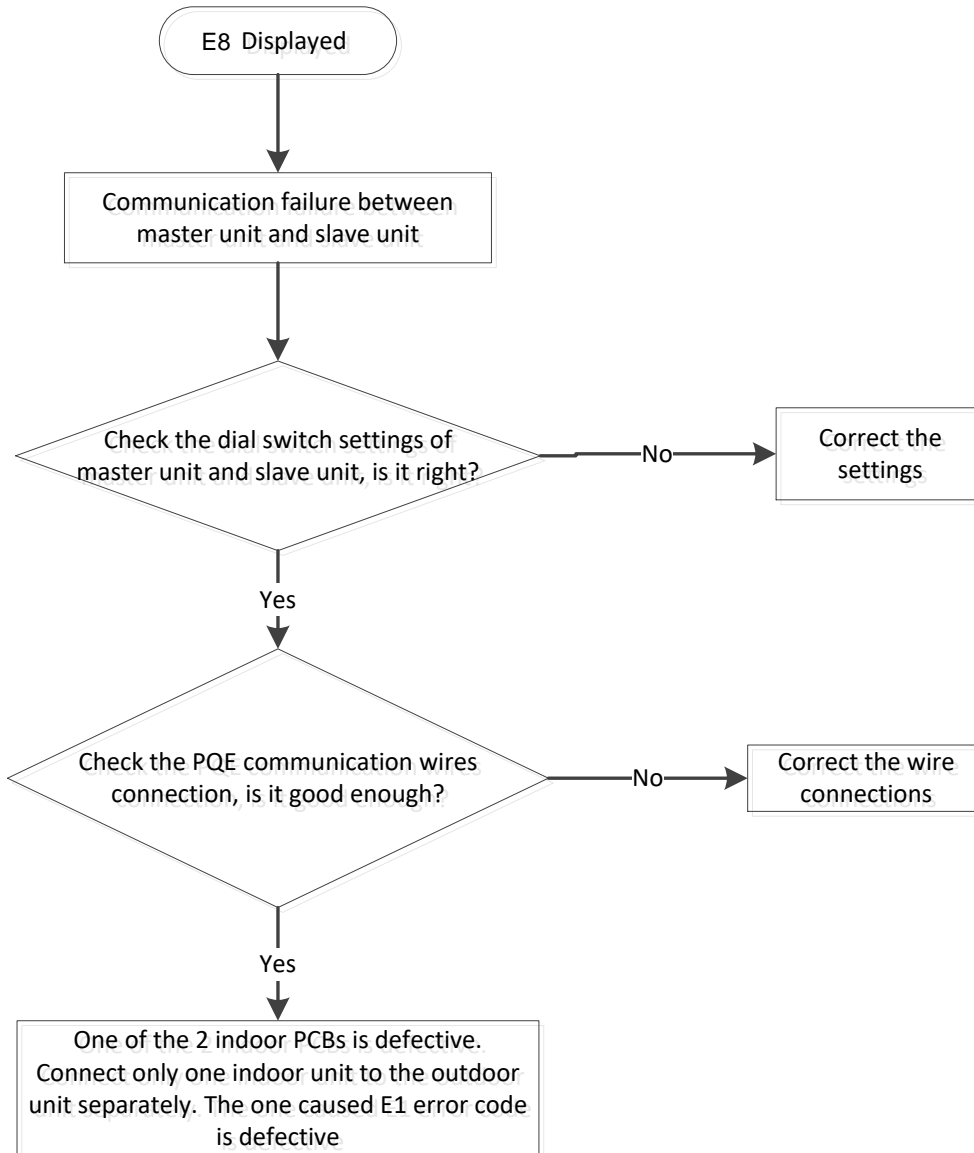 E8 Displayed
Communication failure between
master unit and slave unit
Check the dial switch settings of
master unit and slave unit, is it right?
No
Correct the
settings
Yes
Check the PQE communication wires
connection, is it good enough?
No
Correct the wire
connections
Yes
One of the 2 indoor PCBs is defective.
Connect only one indoor unit to the outdoor
unit separately. The one caused E1 error code
is defective